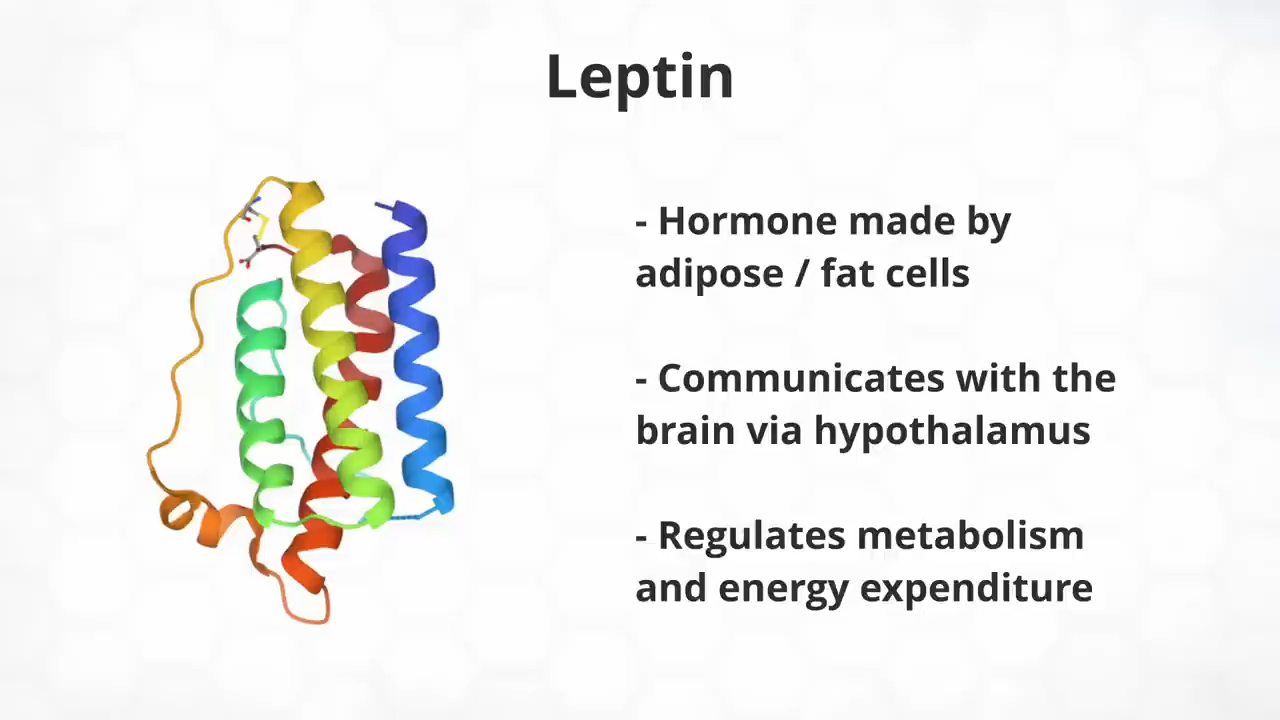 Leptin
- Hormone made by
adipose / fat cells
- Communicates with the
brain via hypothalamus
- Regulates metabolism
and energy expenditure